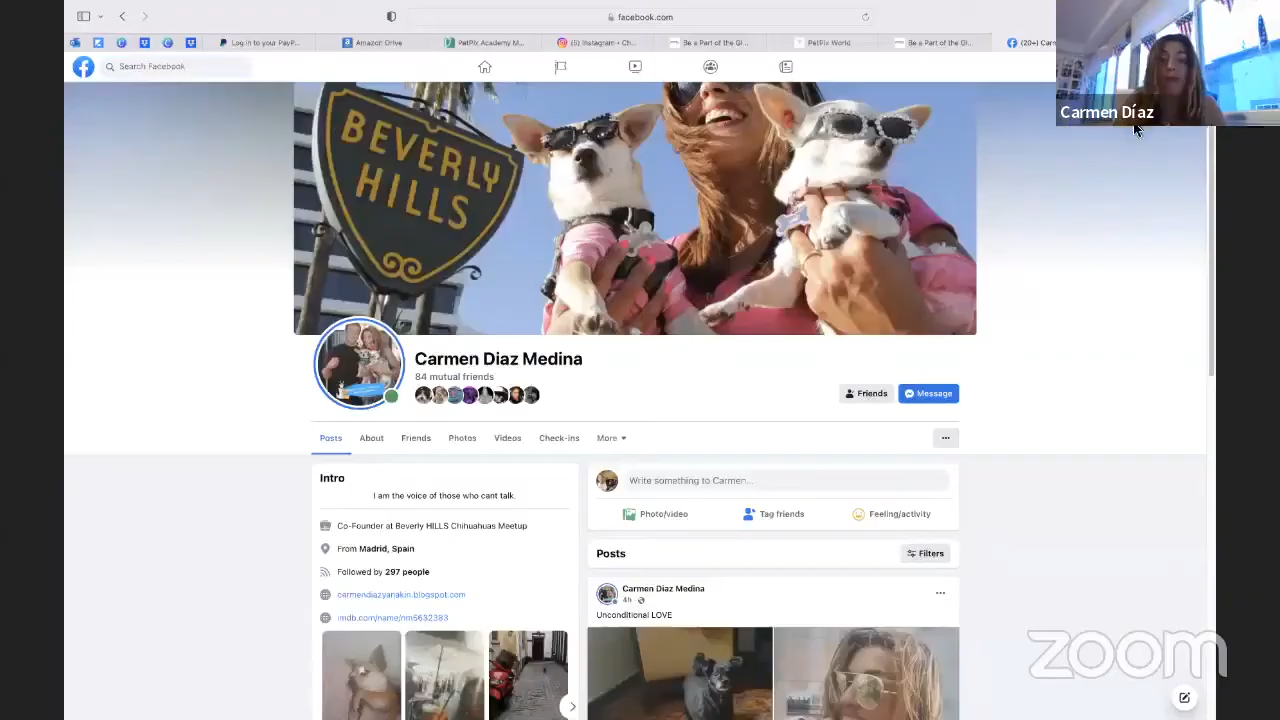 facebook.com
Log in to your PayP...
Amazon Drive
PetPix Academy M...
(5) Instagram • Ch...
Be a Part of the Gl...
PetPix World
Be a Part of the Gl...
(20+) Carm
Search Facebook
Carmen Díaz
BEVERLY
HILLS
Carmen Diaz Medina
84 mutual friends
Friends
Message
Posts
About
Friends
Photos
Videos
Check-ins
More
Intro
I am the voice of those who cant talk.
Co-Founder at Beverly HILLS Chihuahuas Meetup
From Madrid, Spain
Followed by 297 people
carmendiazyanakin.blogspot.com
imdb.com/name/nm5632383
Write something to Carmen...
Photo/video
Tag friends
Feeling/activity
Posts
Filters
Carmen Diaz Medina
4h
Unconditional LOVE
zoom